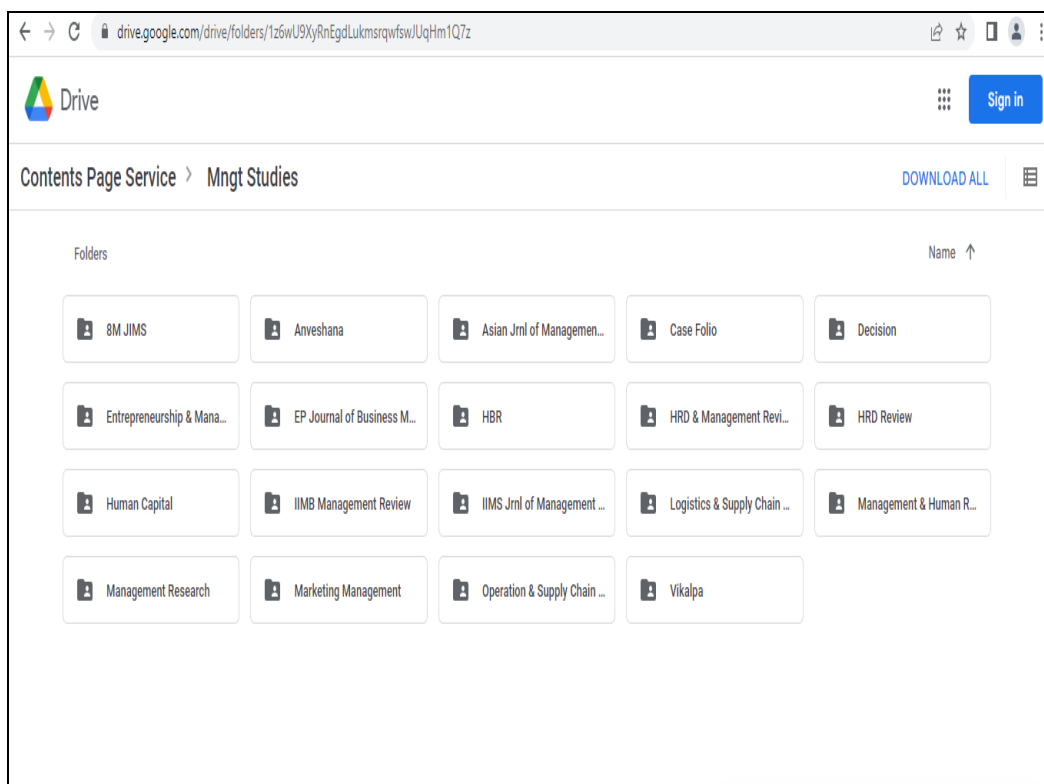 drive.google.com/drive/folders/1z6wU9XyRnEgdLukmsrqwfswJUqHm1Q7z
Drive Sign in
Contents Page Service > Mngt Studies DOWNLOAD ALL
Folders Name
8M JIMS Anveshana Asian Jrnl of Managemen... Case Folio Decision
Entrepreneurship & Mana... EP Journal of Business M... HBR HRD & Management Revi... HRD Review
Human Capital IIMB Management Review IIMS Jrnl of Management ... Logistics & Supply Chain ... Management & Human R...
Management Research Marketing Management Operation & Supply Chain ... Vikalpa